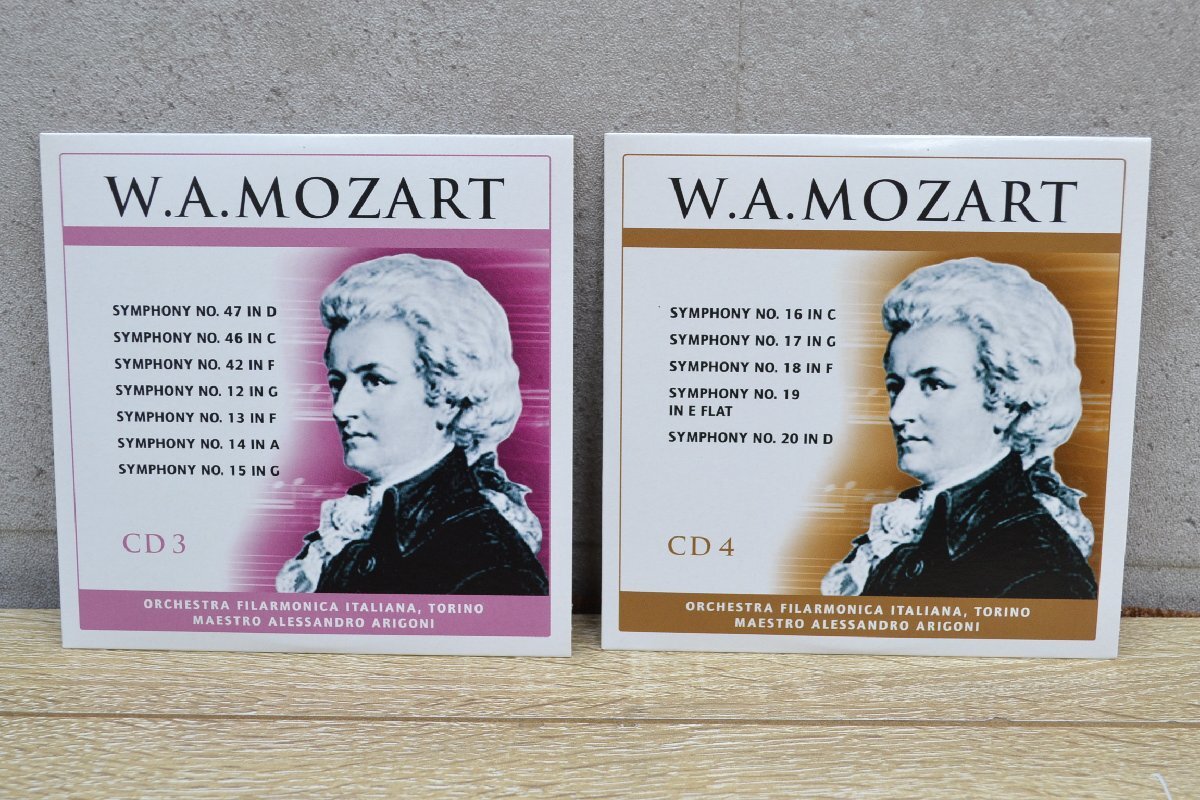 W.A.MOZART
SYMPHONY NO. 47 IN D
SYMPHONY NO. 46 IN C
SYMPHONY NO. 42 IN F
SYMPHONY NO. 12 IN G
SYMPHONY NO. 13 IN F
SYMPHONY NO. 14 IN A
SYMPHONY NO. 15 IN G
CD 3
ORCHESTRA FILARMONICA ITALIANA, TORINO
MAESTRO ALESSANDRO ARIGONI
W.A.MOZART
SYMPHONY NO. 16 IN C
SYMPHONY NO. 17 IN G
SYMPHONY NO. 18 IN F
SYMPHONY NO. 19
IN E FLAT
SYMPHONY NO. 20 IN D
CD 4
ORCHESTRA FILARMONICA ITALIANA, TORINO
MAESTRO ALESSANDRO ARIGONI